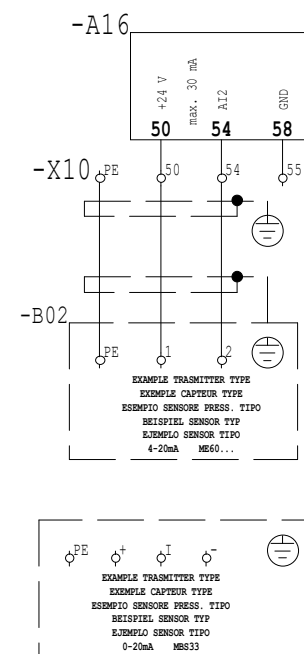 -A16
+24 V
max. 30 mA
AI2
GND
50 54 58
-X10 PE 50 54 55
-B02
PE 1 2
EXAMPLE TRASMITTER TYPE
EXEMPLE CAPTEUR TYPE
ESEMPIO SENSORE PRESS. TIPO
BEISPIEL SENSOR TYP
EJEMPLO SENSOR TIPO
4-20mA ME60...
PE + I -
EXAMPLE TRASMITTER TYPE
EXEMPLE CAPTEUR TYPE
ESEMPIO SENSORE PRESS. TIPO
BEISPIEL SENSOR TYP
EJEMPLO SENSOR TIPO
0-20mA MBS33